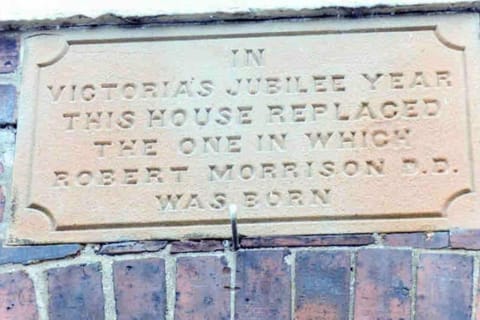 IN
VICTORIA'S JUBILEE YEAR
THIS HOUSE REPLACED
THE ONE IN WHICH
ROBERT MORRISON D.D.
WAS BORN